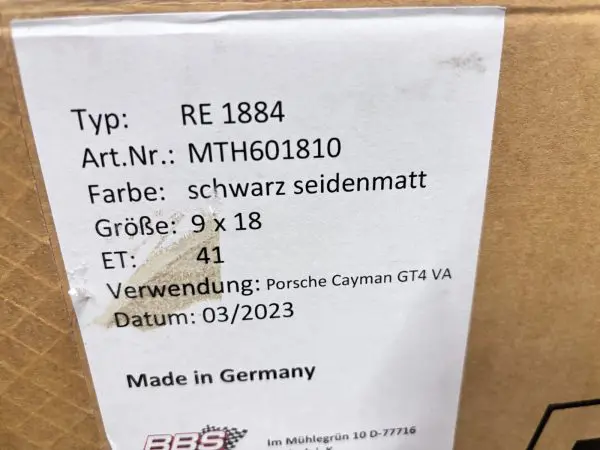 Typ: RE 1884
Art.Nr.: MTH601810
Farbe: schwarz seidenmatt
Größe: 9 x 18
ET: 41
Verwendung: Porsche Cayman GT4 VA
Datum: 03/2023
Made in Germany
BBS
Im Mühlegrün 10 D-77716